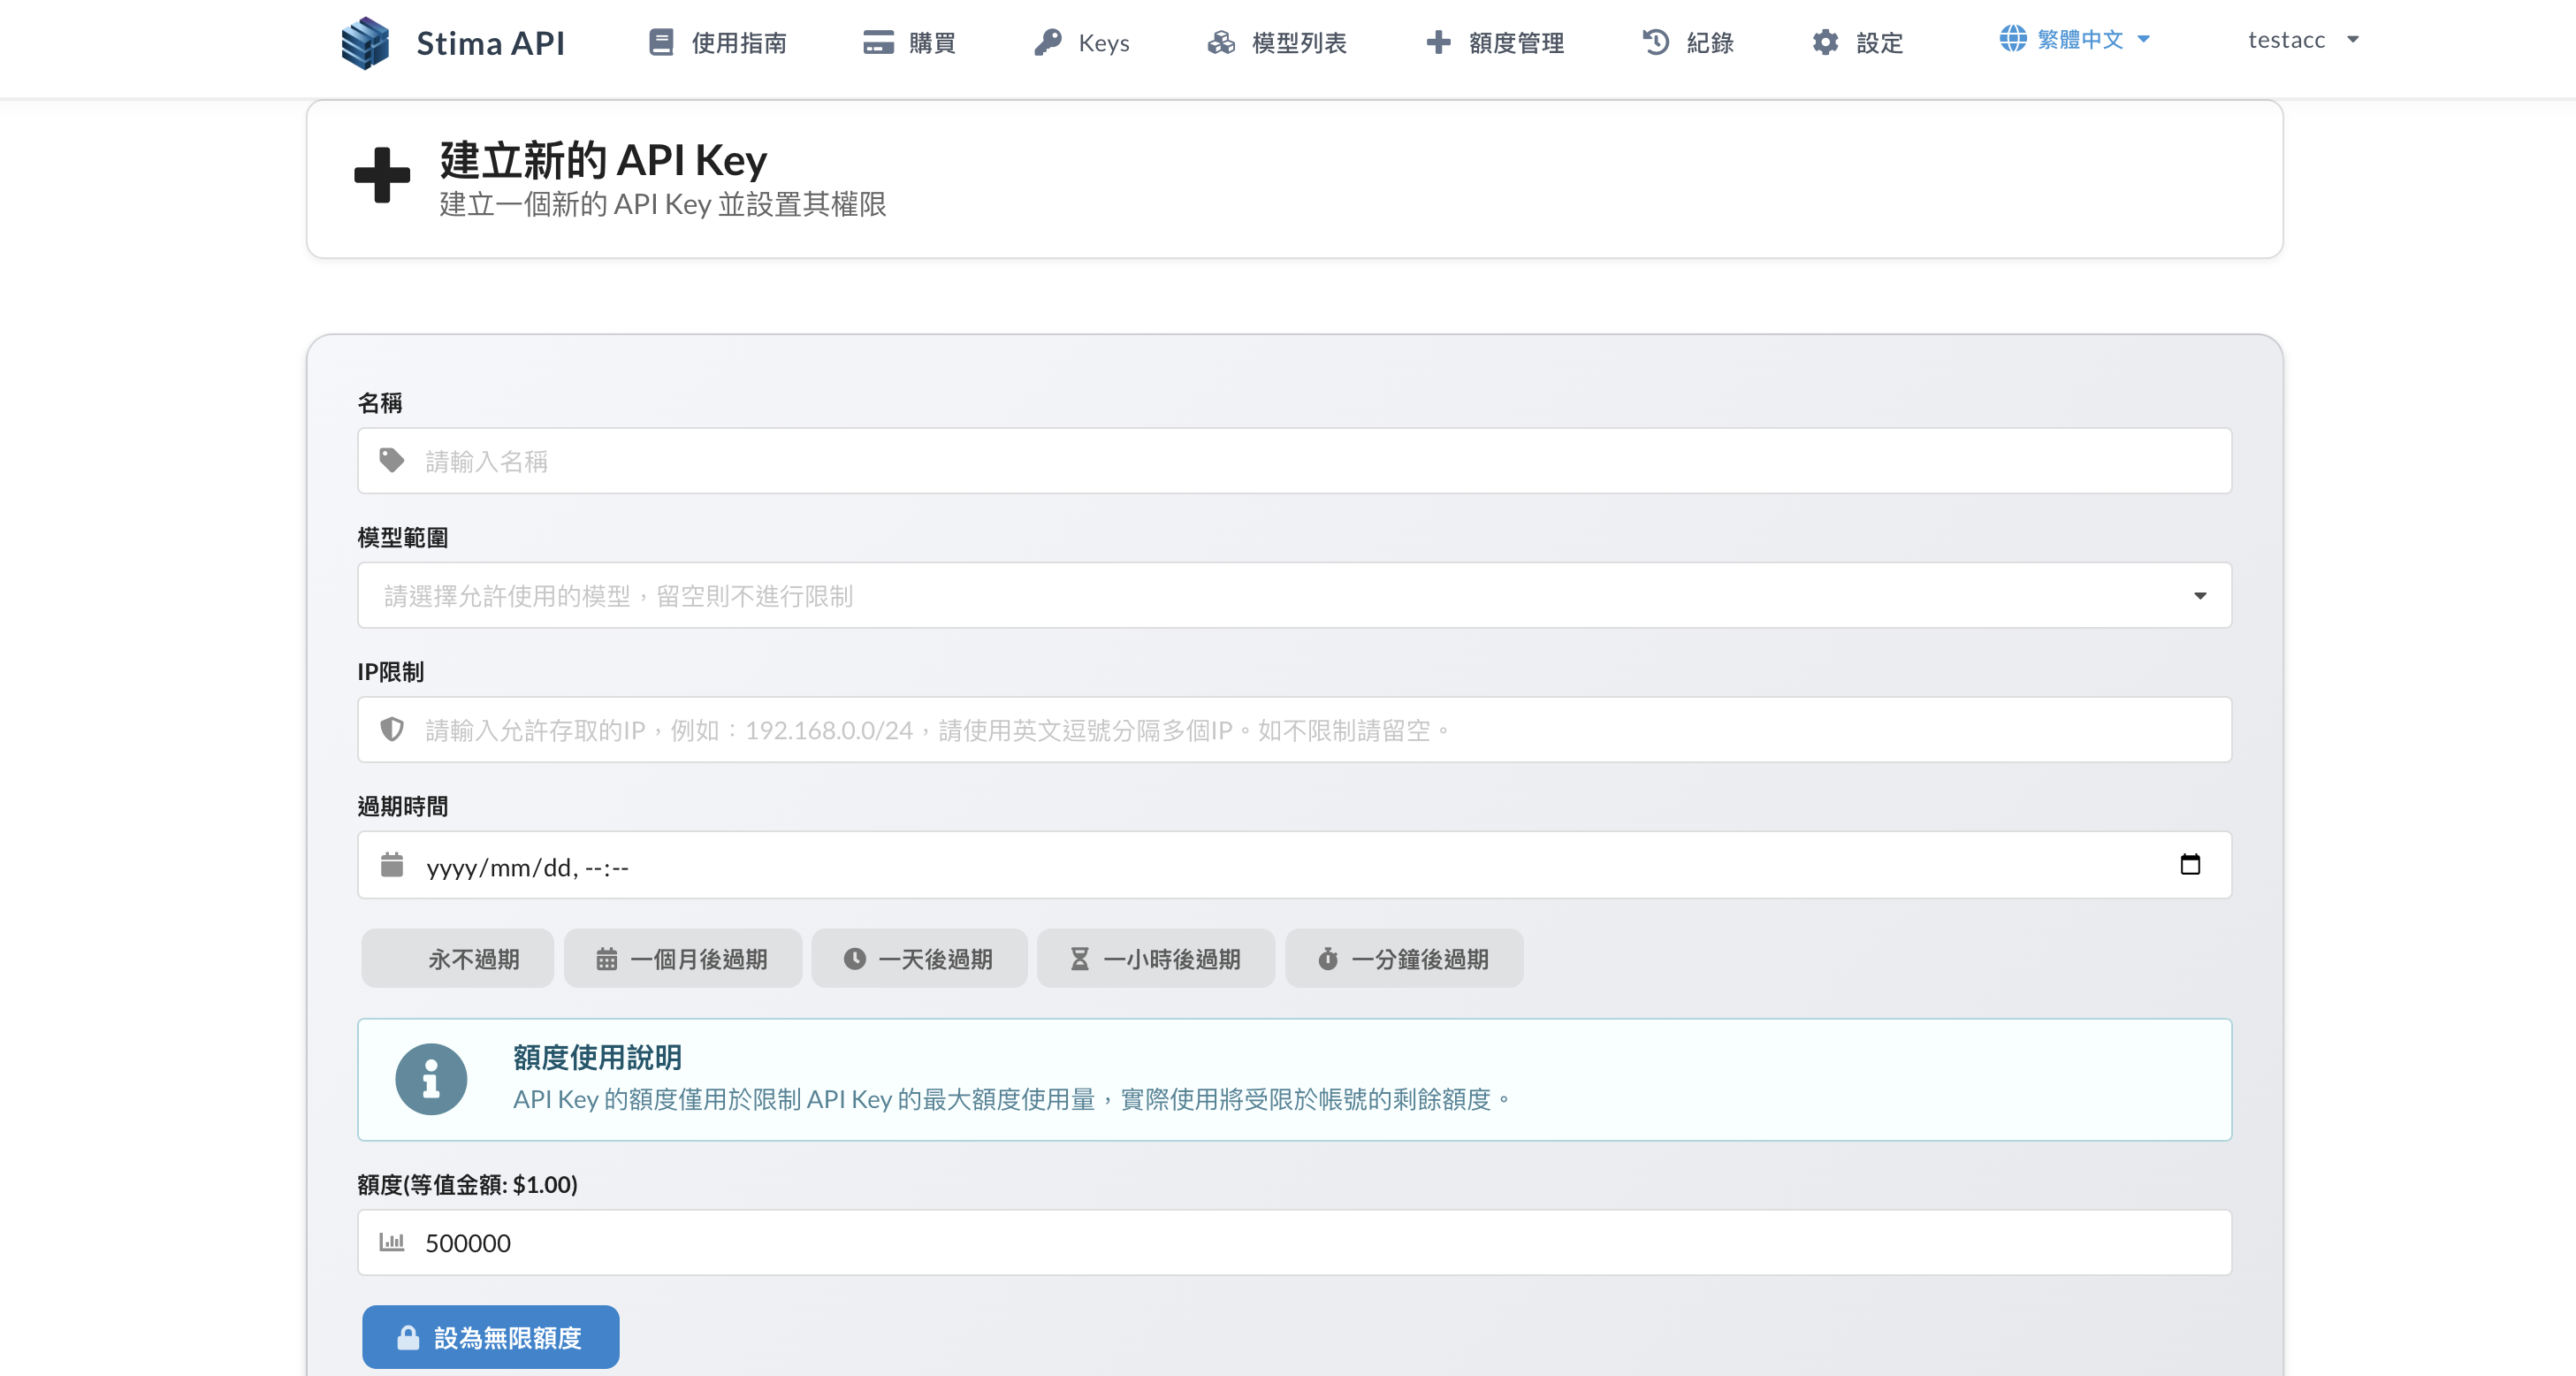 Stima API 使用指南 購買 Keys 模型列表 額度管理 紀錄 設定 繁體中文 testacc
建立新的 API Key
建立一個新的 API Key 並設置其權限
名稱
請輸入名稱
模型範圍
請選擇允許使用的模型，留空則不進行限制
IP限制
請輸入允許存取的IP，例如：192.168.0.0/24，請使用英文逗號分隔多個IP。如不限制請留空。
過期時間
yyyy/mm/dd, --:--
永不過期 一個月後過期 一天後過期 一小時後過期 一分鐘後過期
額度使用說明
API Key 的額度僅用於限制 API Key 的最大額度使用量，實際使用將受限於帳號的剩餘額度。
額度(等值金額: $1.00)
500000
設為無限額度